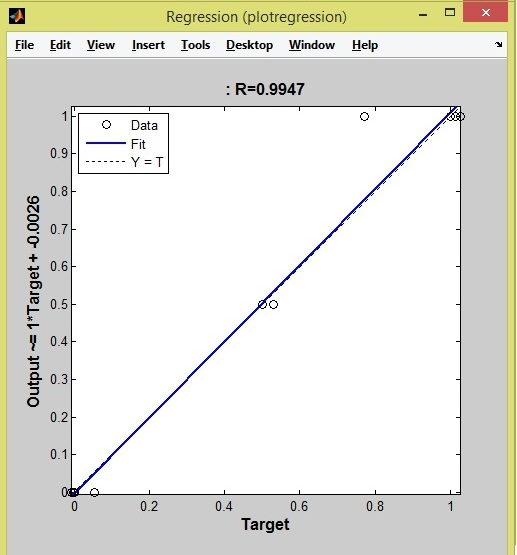 Regression (plotregression)
File Edit View Insert Tools Desktop Window Help
: R=0.9947
Data
Fit
Y = T
1
0.9
0.8
0.7
0.6
0.5
0.4
0.3
0.2
0.1
0
Output ~= 1*Target + -0.0026
0 0.2 0.4 0.6 0.8 1
Target